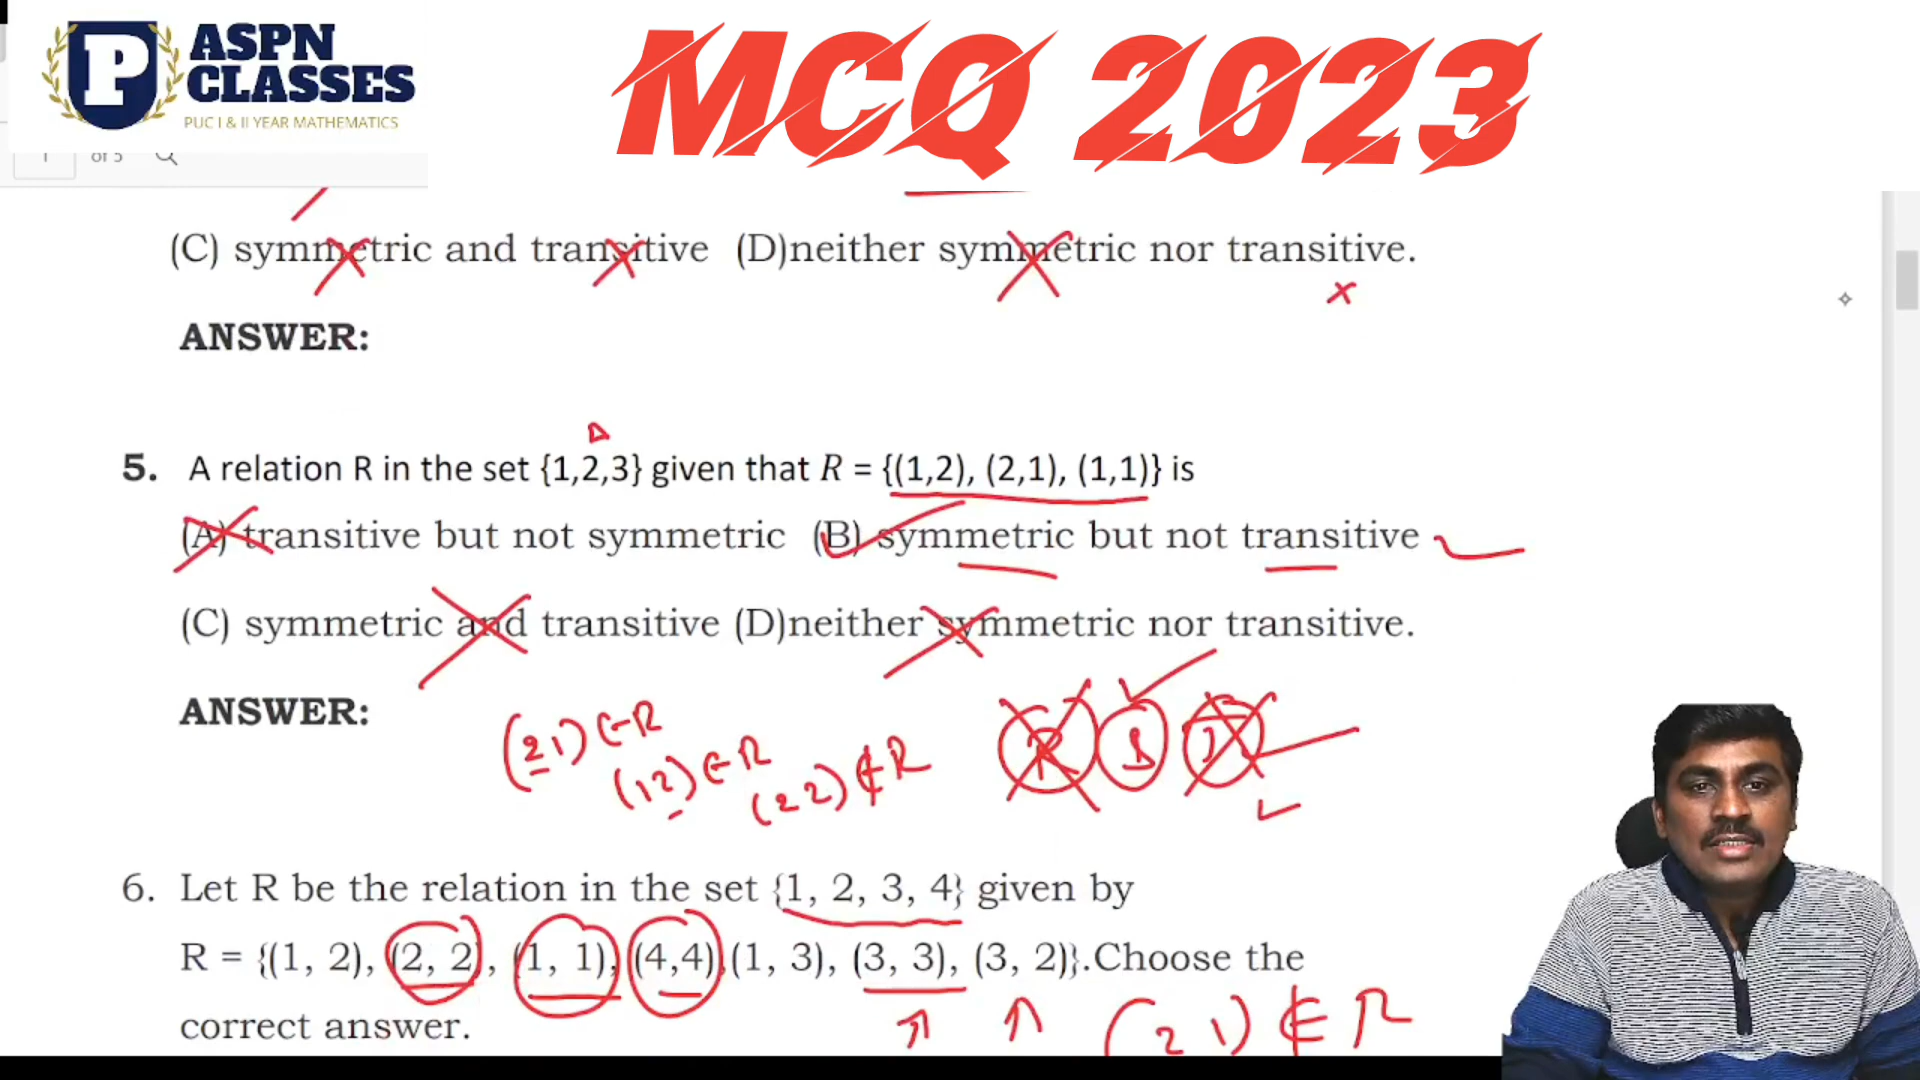 P
ASPN
CLASSES
PUC I & II YEAR MATHEMATICS
MCQ 2023
1 of 5
(C) symmetric and transitive (D)neither symmetric nor transitive.
ANSWER:
5. A relation R in the set {1,2,3} given that R = {(1,2), (2,1), (1,1)} is
(A) transitive but not symmetric (B) symmetric but not transitive
(C) symmetric and transitive (D)neither symmetric nor transitive.
ANSWER:
(2 1) ∈ R
(1 2) ∈ R
(2 2) ∉ R
R S T
6. Let R be the relation in the set {1, 2, 3, 4} given by
R = {(1, 2), (2, 2), (1, 1), (4,4),(1, 3), (3, 3), (3, 2)}.Choose the
correct answer.
(2 1) ∉ R